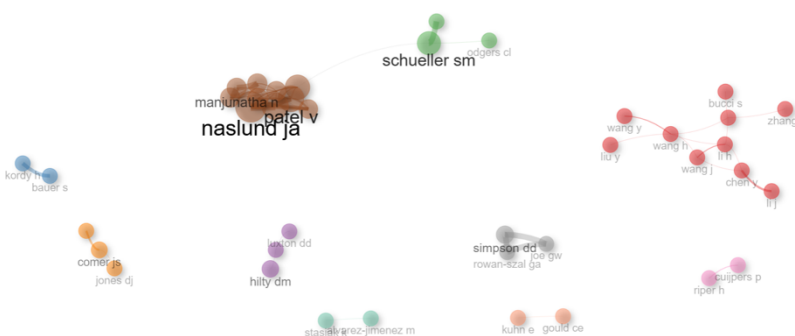 odgers cl
schueller sm
manjunatha n
patel v
naslund ja
bucci s
zhang
wang y
wang h
liu y
li h
wang j
chen y
li j
kordy h
bauer s
luxton dd
comer js
jones dj
hilty dm
simpson dd
joe gw
rowan-szal ga
cuijpers p
riper h
alvarez-jimenez m
kuhn e
gould ce